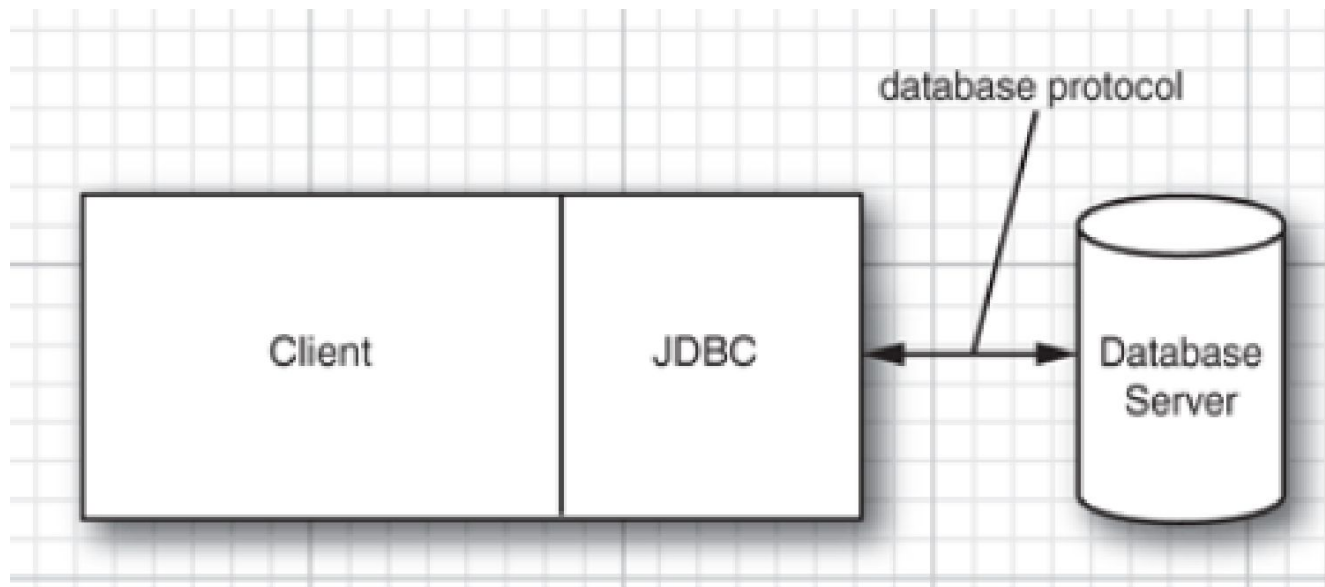 database protocol
Client
JDBC
Database
Server